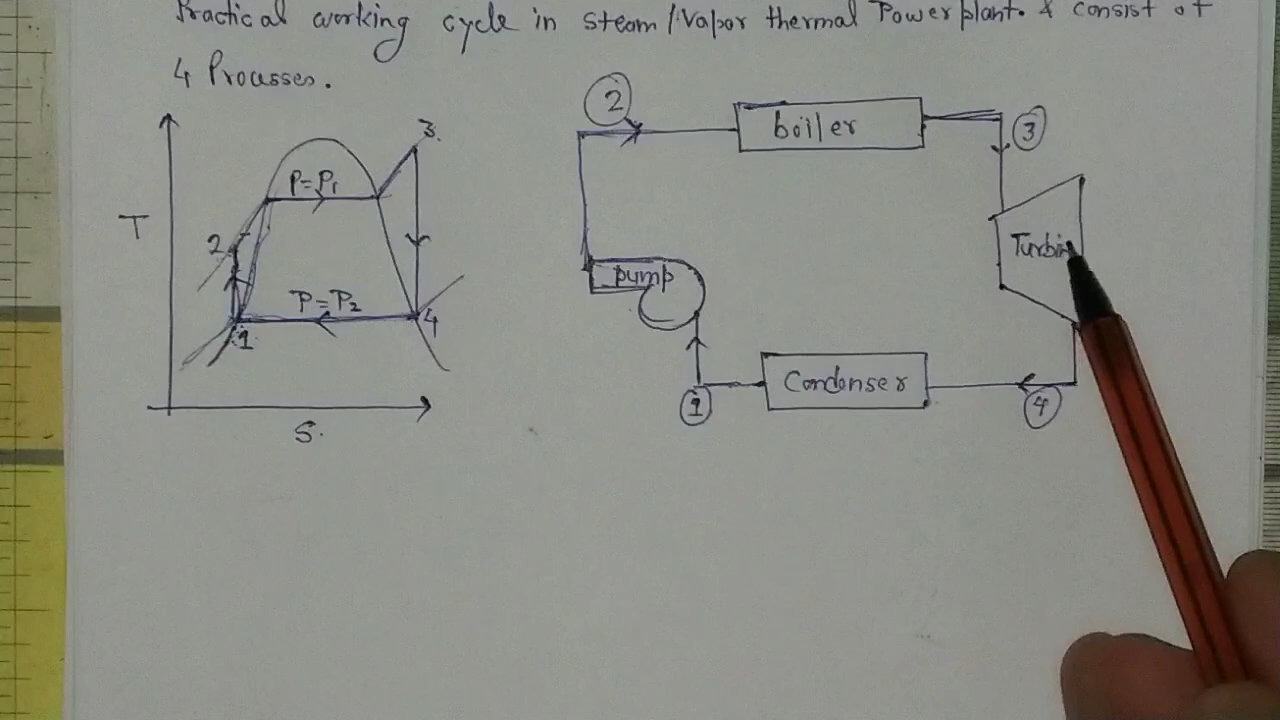 Practical working cycle in steam/Vapor thermal Power plant. & consist of
4 Processes.
T
3.
P=P1
2
P=P2
1
4
S.
2
boiler
3
Turbin
pump
Condenser
1
4